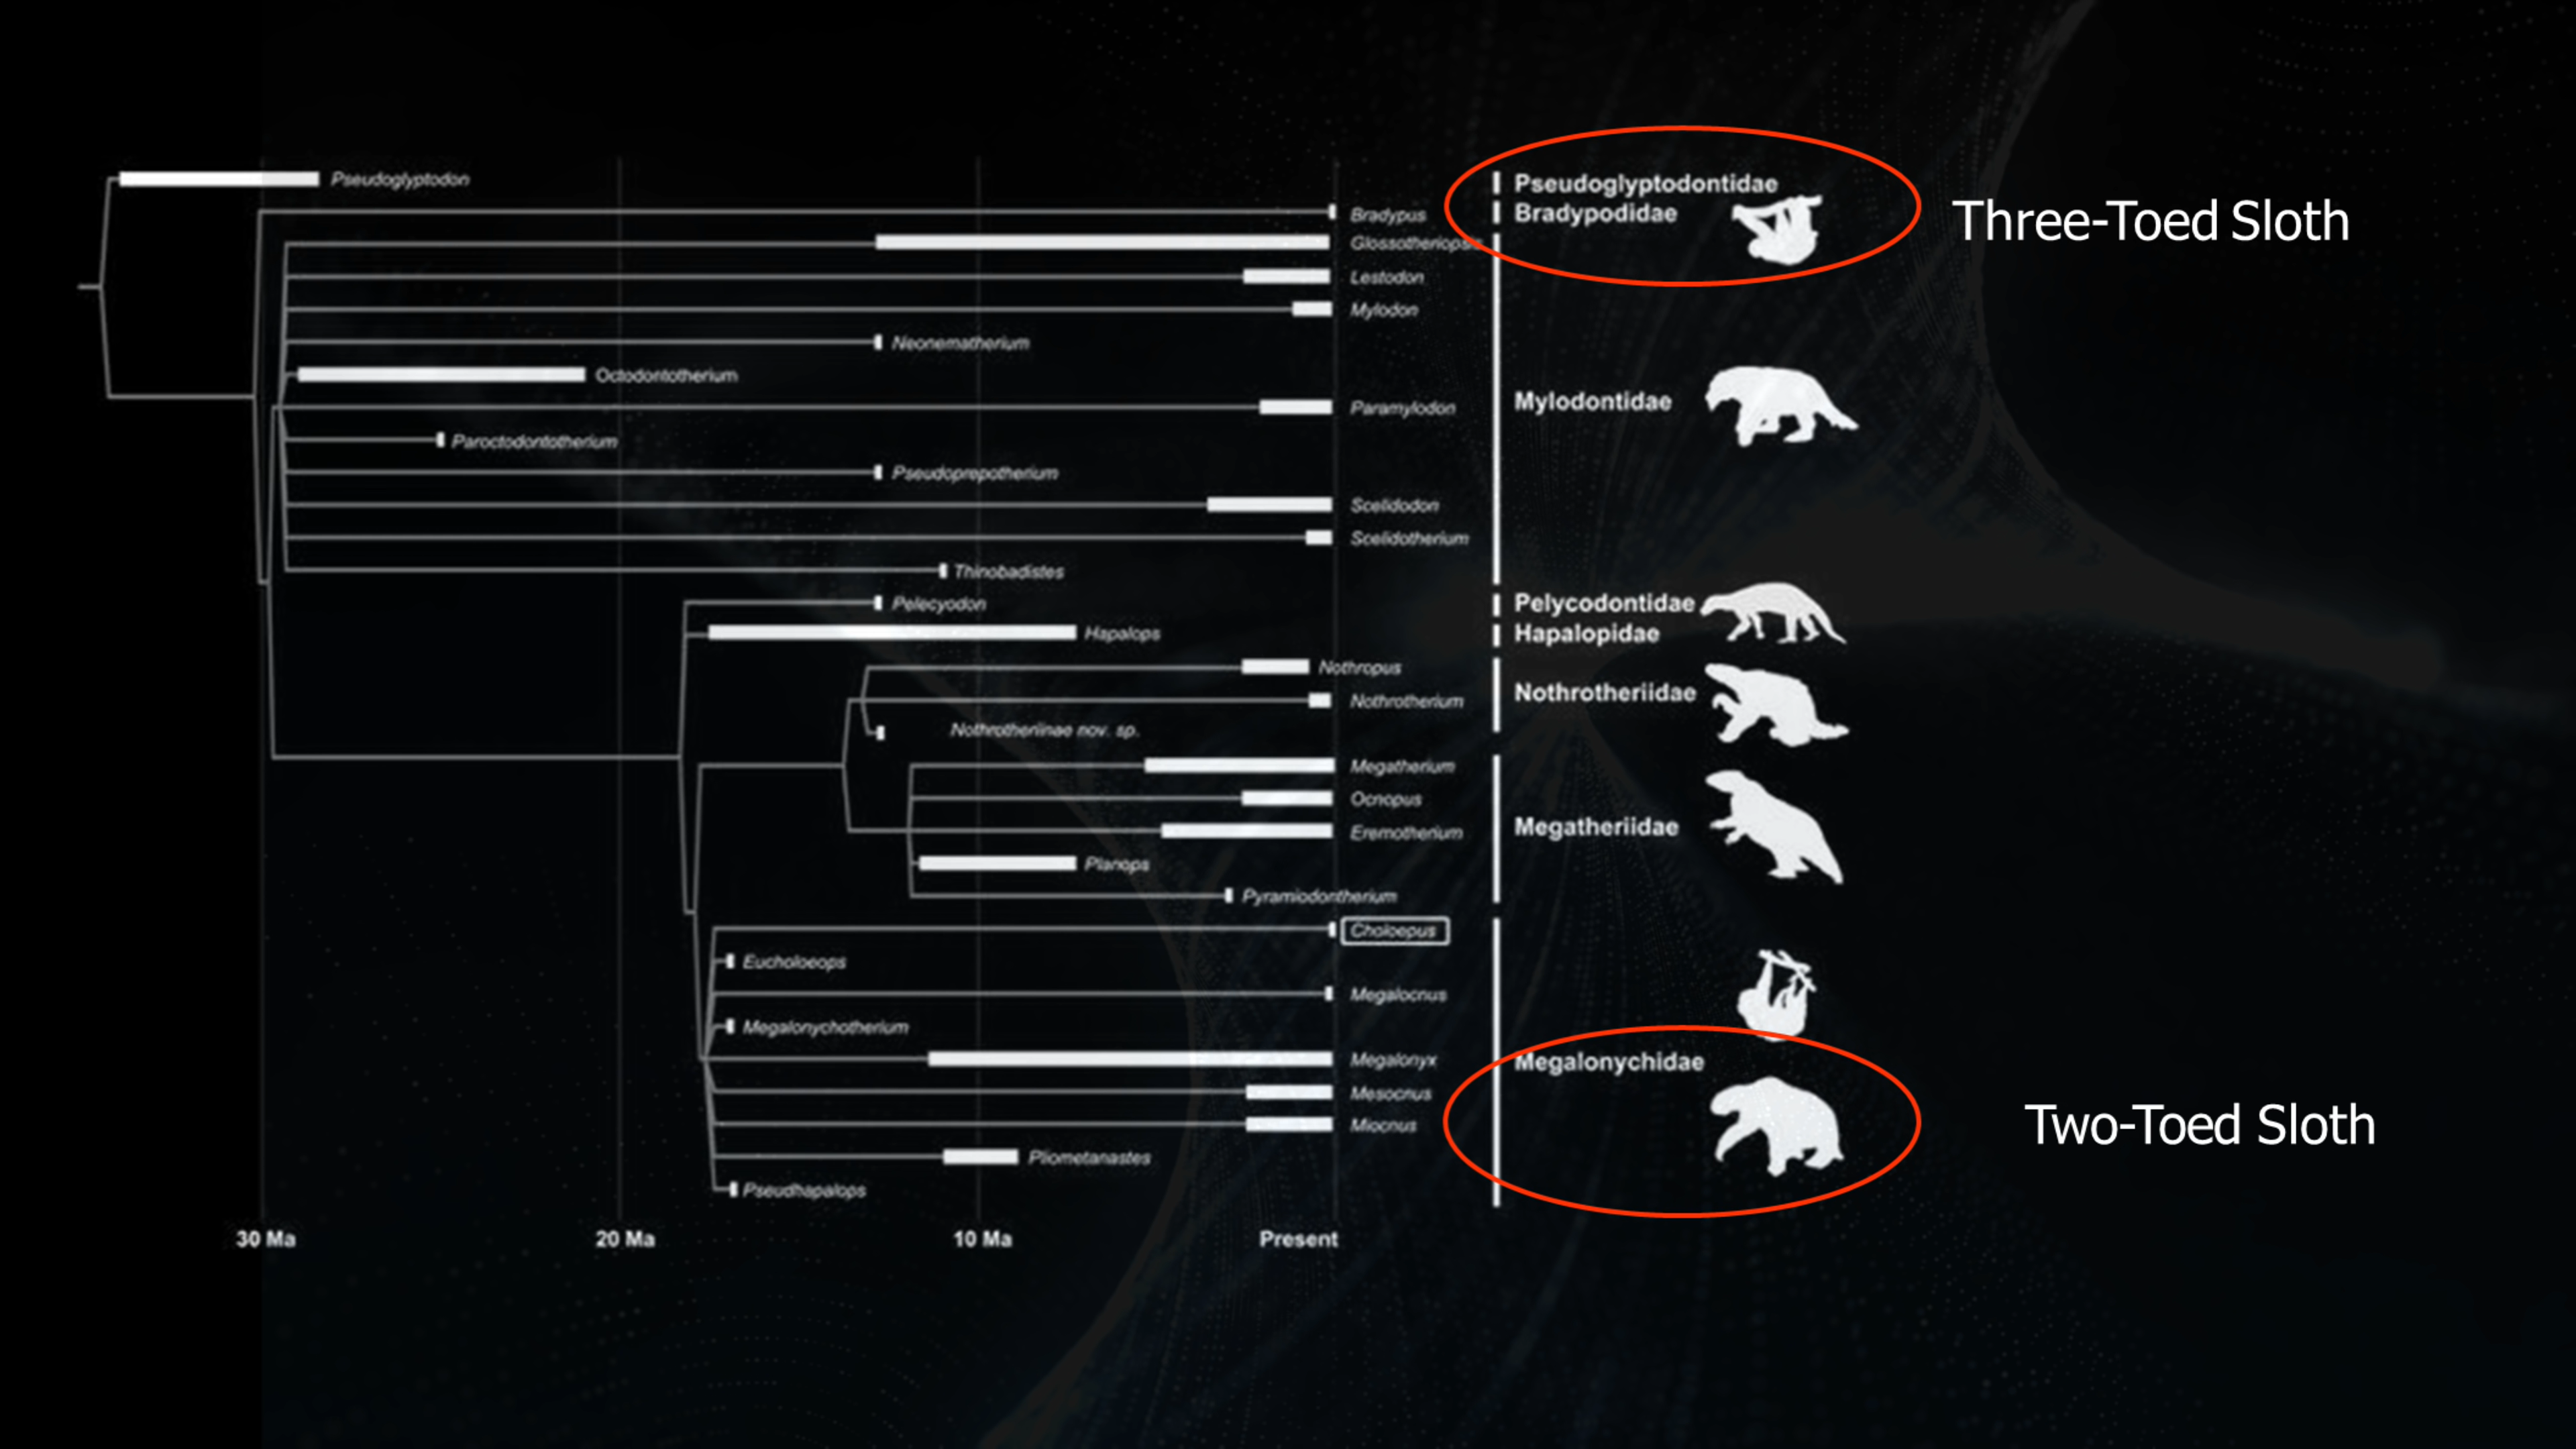 Pseudoglyptodon
Pseudoglyptodontidae
Bradypus
Bradypodidae
Three-Toed Sloth
Glossotheriopsis
Lestodon
Mylodon
Neonematherium
Octodontotherium
Mylodontidae
Paramylodon
Paroctodontotherium
Pseudoprepotherium
Scelidodon
Scelidotherium
Thinobadistes
Pelecyodon
Pelycodontidae
Hapalops
Hapalopidae
Nothropus
Nothrotheriidae
Nothrotherium
Nothrotheriinae nov. sp.
Megatherium
Ocnopus
Eremotherium
Megatheriidae
Planops
Pyramiodontherium
Choloepus
Eucholoeops
Megalocnus
Megalonychotherium
Megalonyx
Megalonychidae
Mesocnus
Miocnus
Two-Toed Sloth
Pliometanastes
Pseudhapalops
30 Ma 20 Ma 10 Ma Present